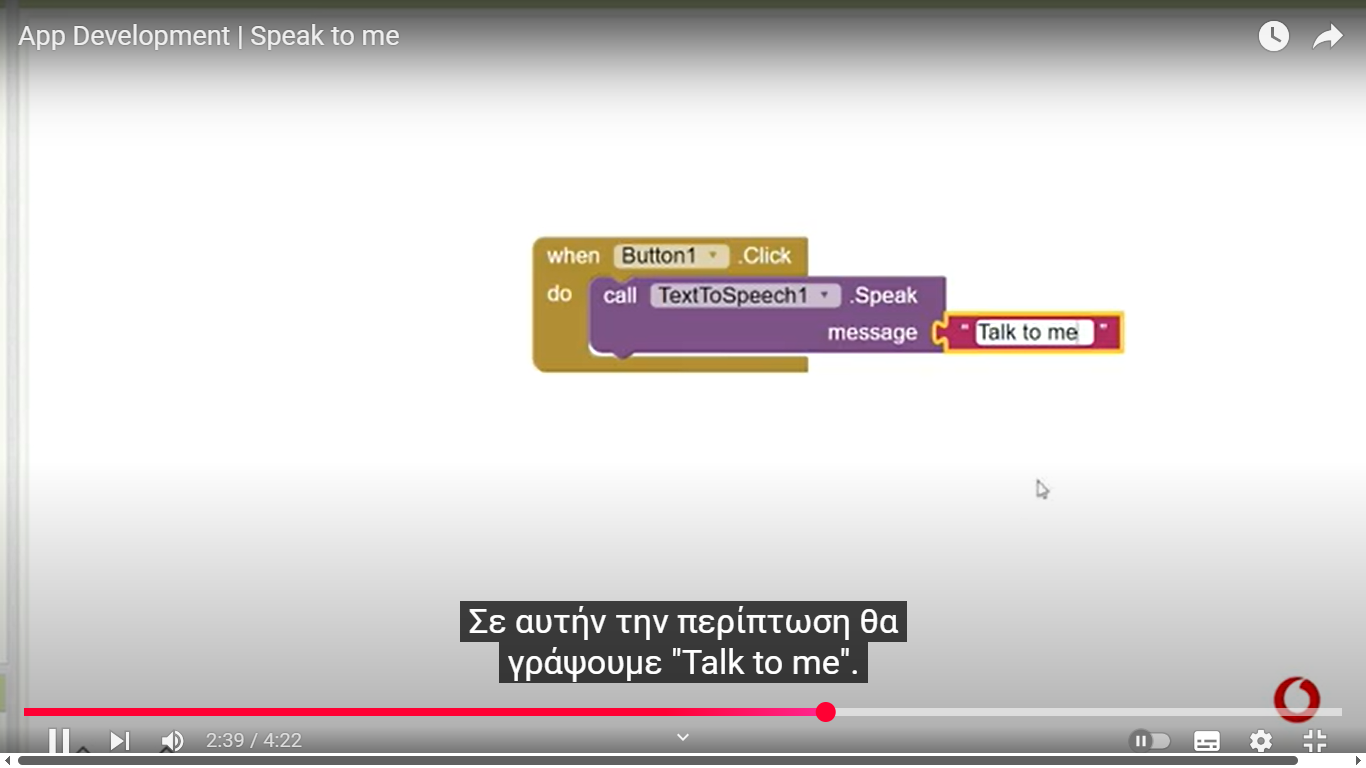 App Development | Speak to me
when Button1 .Click
do call TextToSpeech1 .Speak
message " Talk to me "
Σε αυτήν την περίπτωση θα
γράψουμε "Talk to me".
2:39 / 4:22